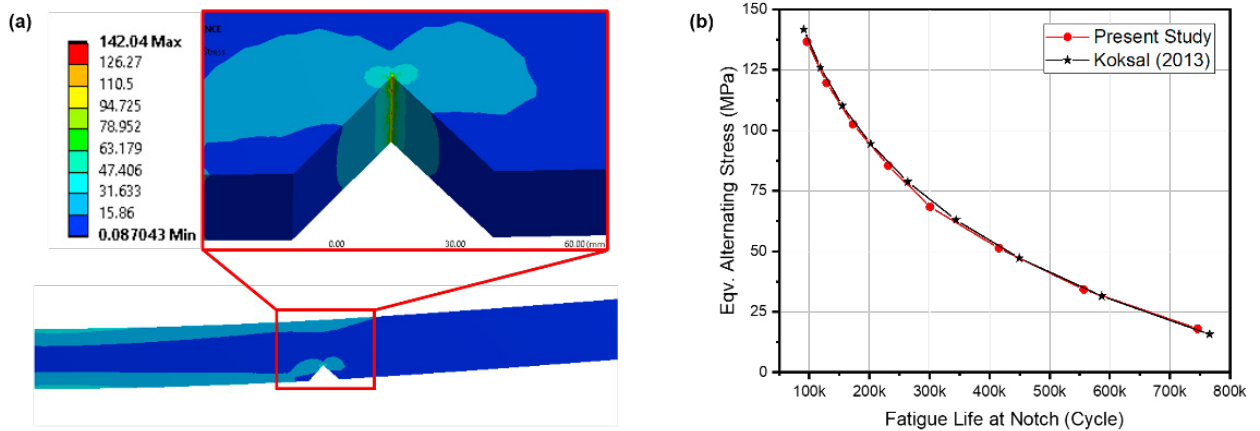 (a)
NCE
Stress
142.04 Max
126.27
110.5
94.725
78.952
63.179
47.406
31.633
15.86
0.087043 Min
0.00
30.00
60.00 (mm
(b)
Eqv. Alternating Stress (MPa)
150
125
100
75
50
25
0
Present Study
Koksal (2013)
100k 200k 300k 400k 500k 600k 700k 800k
Fatigue Life at Notch (Cycle)